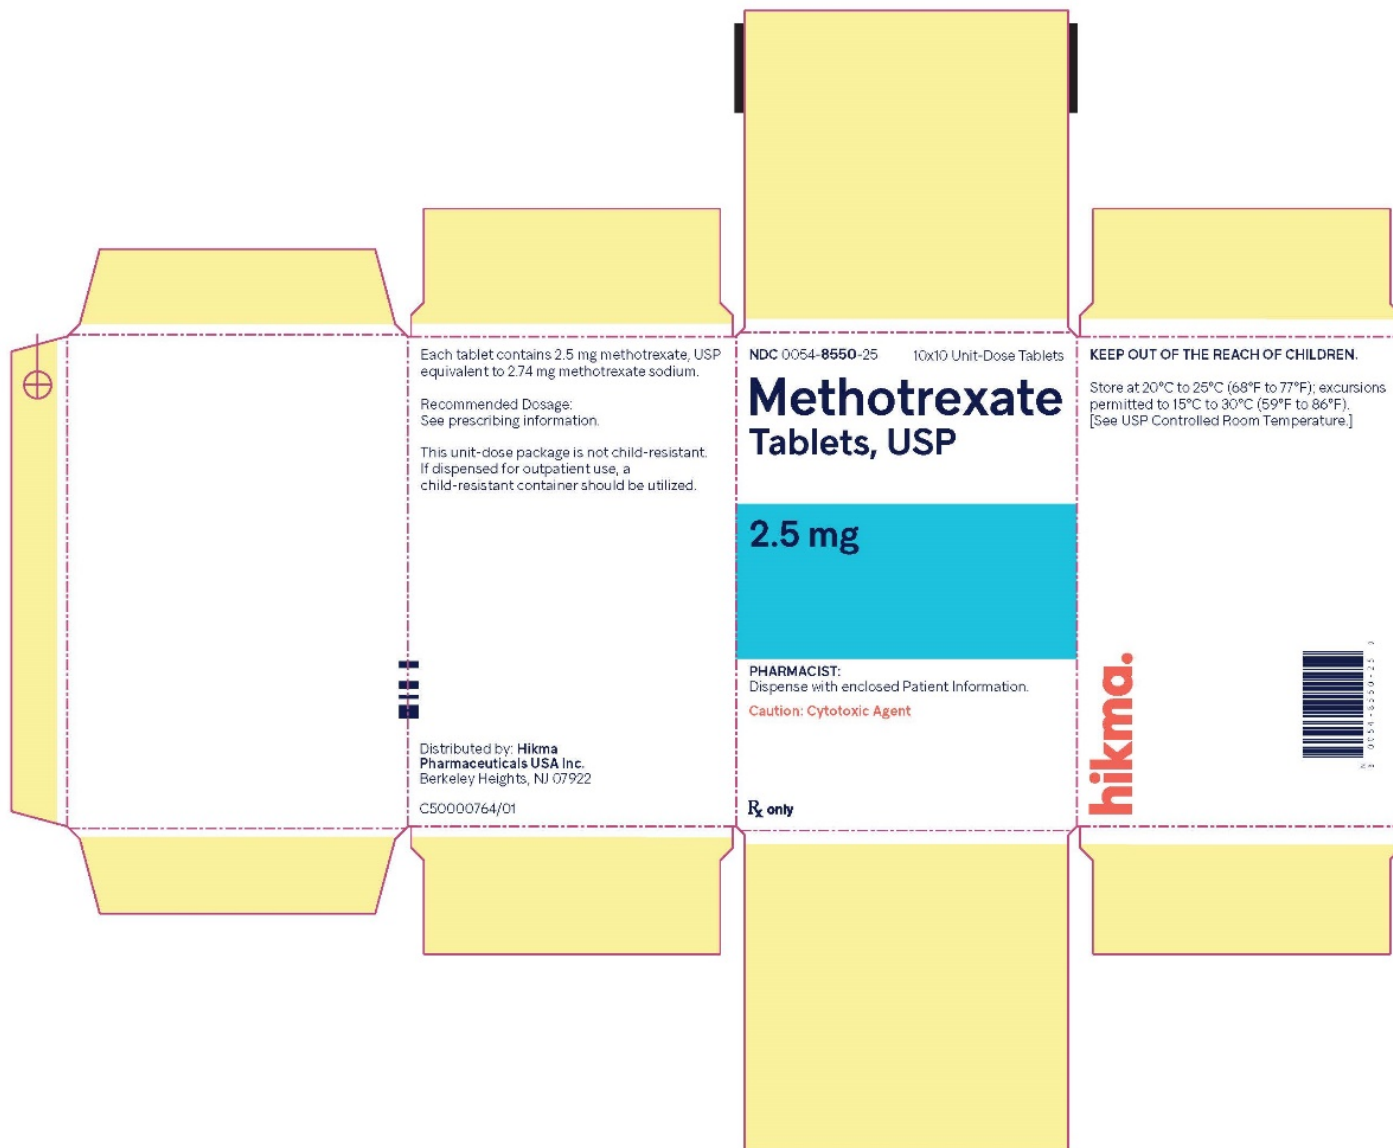 Each tablet contains 2.5 mg methotrexate, USP
equivalent to 2.74 mg methotrexate sodium.
Recommended Dosage:
See prescribing information.
This unit-dose package is not child-resistant.
If dispensed for outpatient use, a
child-resistant container should be utilized.
Distributed by: Hikma
Pharmaceuticals USA Inc.
Berkeley Heights, NJ 07922
C50000764/01
NDC 0054-8550-25 10x10 Unit-Dose Tablets
Methotrexate
Tablets, USP
2.5 mg
PHARMACIST:
Dispense with enclosed Patient Information.
Caution: Cytotoxic Agent
Rx only
KEEP OUT OF THE REACH OF CHILDREN.
Store at 20°C to 25°C (68°F to 77°F); excursions
permitted to 15°C to 30°C (59°F to 86°F).
[See USP Controlled Room Temperature.]
hikma.
0054-8550-25